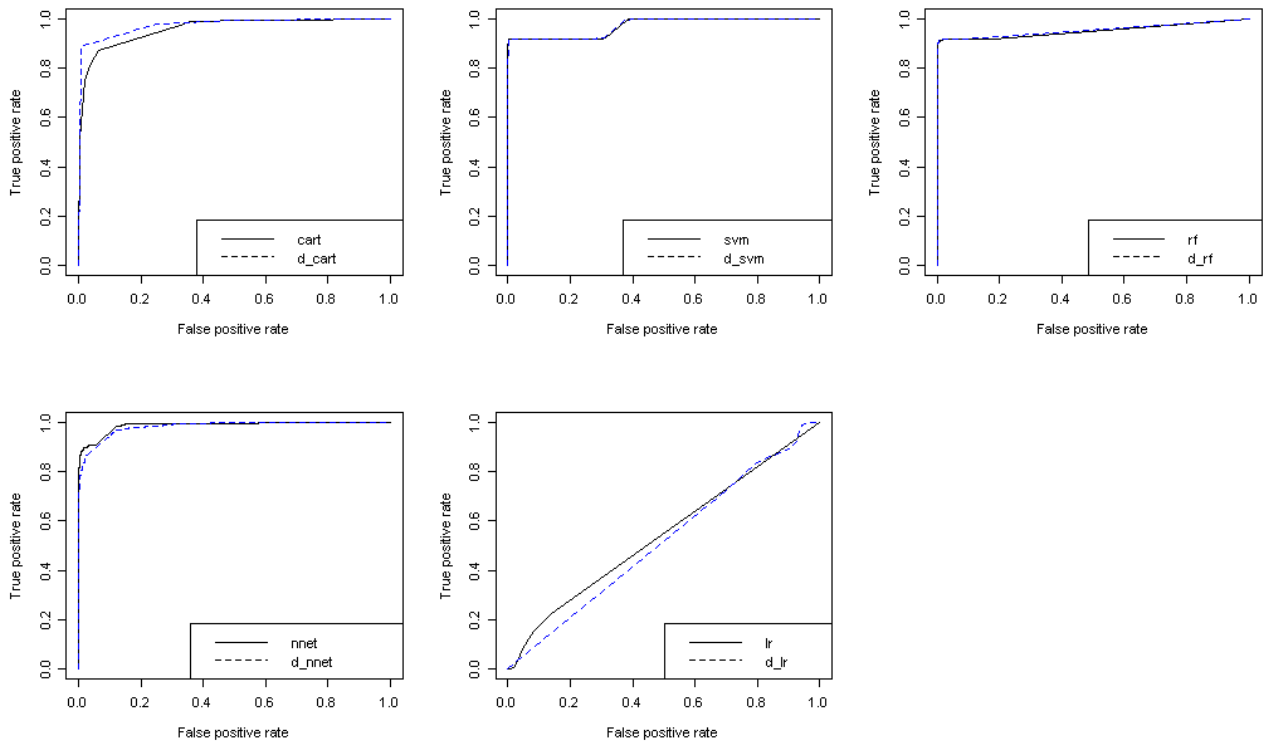 True positive rate
0.0 0.2 0.4 0.6 0.8 1.0
cart
d_cart
0.0 0.2 0.4 0.6 0.8 1.0
False positive rate
True positive rate
0.0 0.2 0.4 0.6 0.8 1.0
svm
d_svm
0.0 0.2 0.4 0.6 0.8 1.0
False positive rate
True positive rate
0.0 0.2 0.4 0.6 0.8 1.0
rf
d_rf
0.0 0.2 0.4 0.6 0.8 1.0
False positive rate
True positive rate
0.0 0.2 0.4 0.6 0.8 1.0
nnet
d_nnet
0.0 0.2 0.4 0.6 0.8 1.0
False positive rate
True positive rate
0.0 0.2 0.4 0.6 0.8 1.0
lr
d_lr
0.0 0.2 0.4 0.6 0.8 1.0
False positive rate